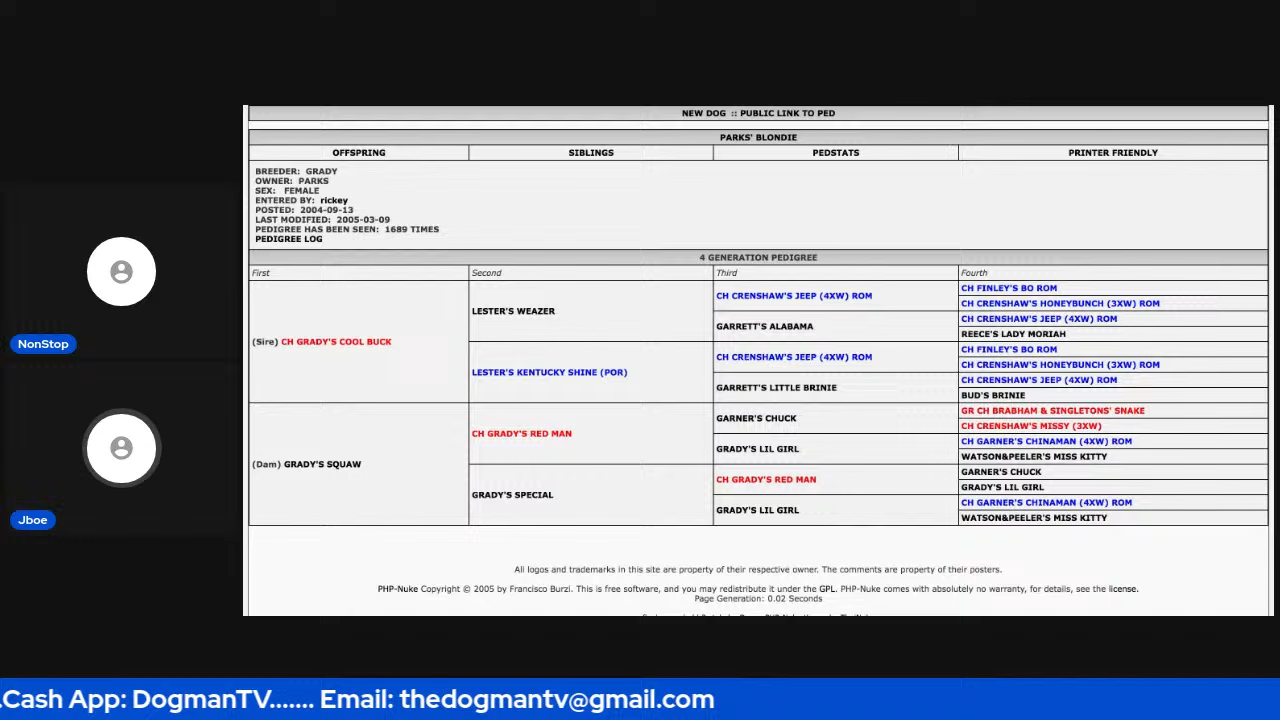 NEW DOG :: PUBLIC LINK TO PED
PARKS' BLONDIE
OFFSPRING SIBLINGS PEDSTATS PRINTER FRIENDLY
BREEDER: GRADY
OWNER: PARKS
SEX: FEMALE
ENTERED BY: rickey
POSTED: 2004-09-13
LAST MODIFIED: 2005-03-09
PEDIGREE HAS BEEN SEEN: 1689 TIMES
PEDIGREE LOG
4 GENERATION PEDIGREE
First Second Third Fourth
(Sire) CH GRADY'S COOL BUCK
LESTER'S WEAZER
CH CRENSHAW'S JEEP (4XW) ROM
CH FINLEY'S BO ROM
CH CRENSHAW'S HONEYBUNCH (3XW) ROM
GARRETT'S ALABAMA
CH CRENSHAW'S JEEP (4XW) ROM
REECE'S LADY MORIAH
LESTER'S KENTUCKY SHINE (POR)
CH CRENSHAW'S JEEP (4XW) ROM
CH FINLEY'S BO ROM
CH CRENSHAW'S HONEYBUNCH (3XW) ROM
GARRETT'S LITTLE BRINIE
CH CRENSHAW'S JEEP (4XW) ROM
BUD'S BRINIE
(Dam) GRADY'S SQUAW
CH GRADY'S RED MAN
GARNER'S CHUCK
GR CH BRABHAM & SINGLETONS' SNAKE
CH CRENSHAW'S MISSY (3XW)
GRADY'S LIL GIRL
CH GARNER'S CHINAMAN (4XW) ROM
WATSON&PEELER'S MISS KITTY
GRADY'S SPECIAL
CH GRADY'S RED MAN
GARNER'S CHUCK
GRADY'S LIL GIRL
GRADY'S LIL GIRL
CH GARNER'S CHINAMAN (4XW) ROM
WATSON&PEELER'S MISS KITTY
All logos and trademarks in this site are property of their respective owner. The comments are property of their posters.
PHP-Nuke Copyright © 2005 by Francisco Burzi. This is free software, and you may redistribute it under the GPL. PHP-Nuke comes with absolutely no warranty, for details, see the license.
Page Generation: 0.02 Seconds
NonStop
Jboe
.Cash App: DogmanTV....... Email: thedogmantv@gmail.com